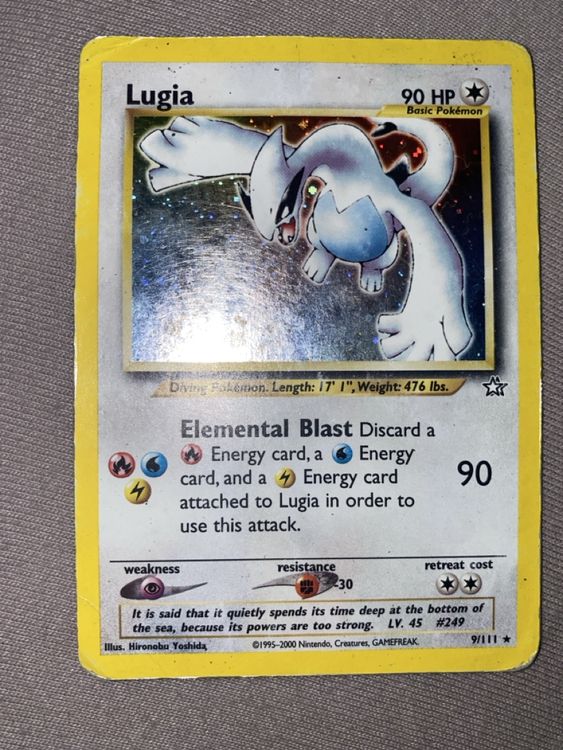 Lugia
90 HP
Basic Pokémon
Diving Pokémon. Length: 17' 1", Weight: 476 lbs.
Elemental Blast Discard a
Energy card, a Energy
card, and a Energy card
attached to Lugia in order to
use this attack.
90
weakness
resistance
retreat cost
-30
It is said that it quietly spends its time deep at the bottom of
the sea, because its powers are too strong. LV. 45 #249
Illus. Hironobu Yoshida
©1995-2000 Nintendo, Creatures, GAMEFREAK.
9/111 ★